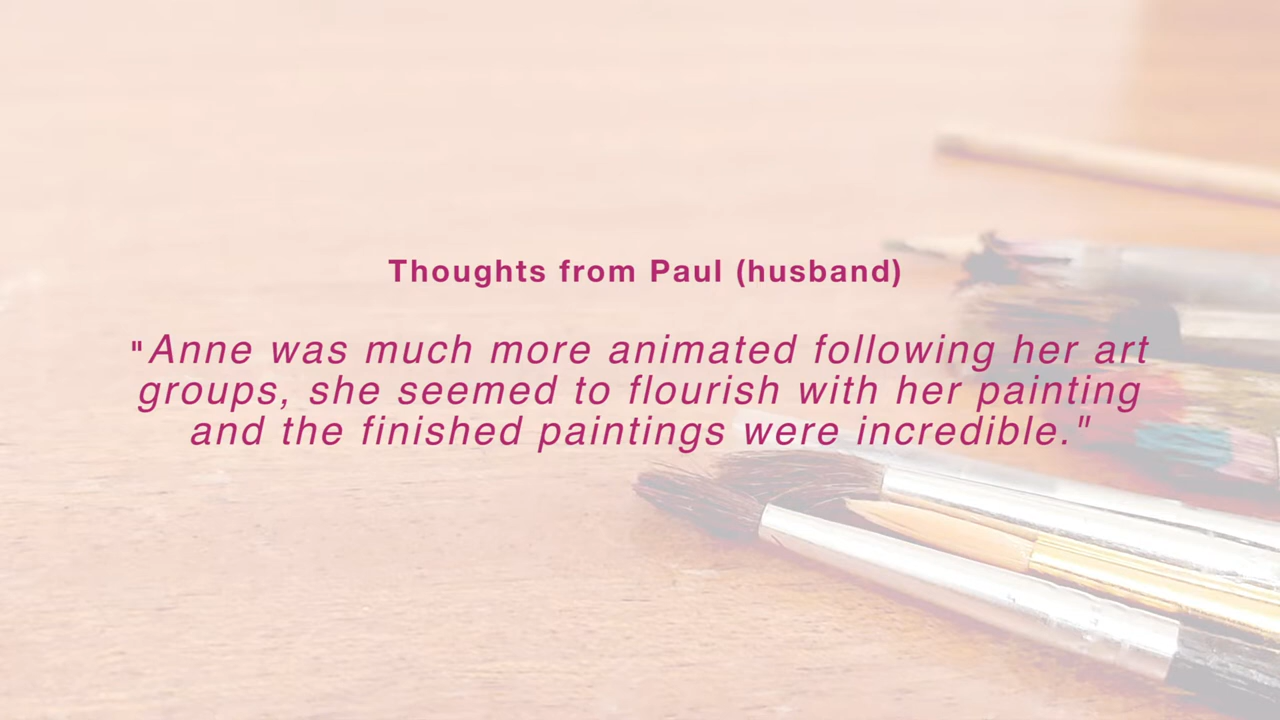 Thoughts from Paul (husband)
"Anne was much more animated following her art
groups, she seemed to flourish with her painting
and the finished paintings were incredible."